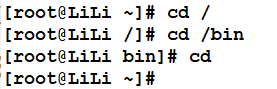 [root@LiLi ~]# cd /
[root@LiLi /]# cd /bin
[root@LiLi bin]# cd
[root@LiLi ~]#